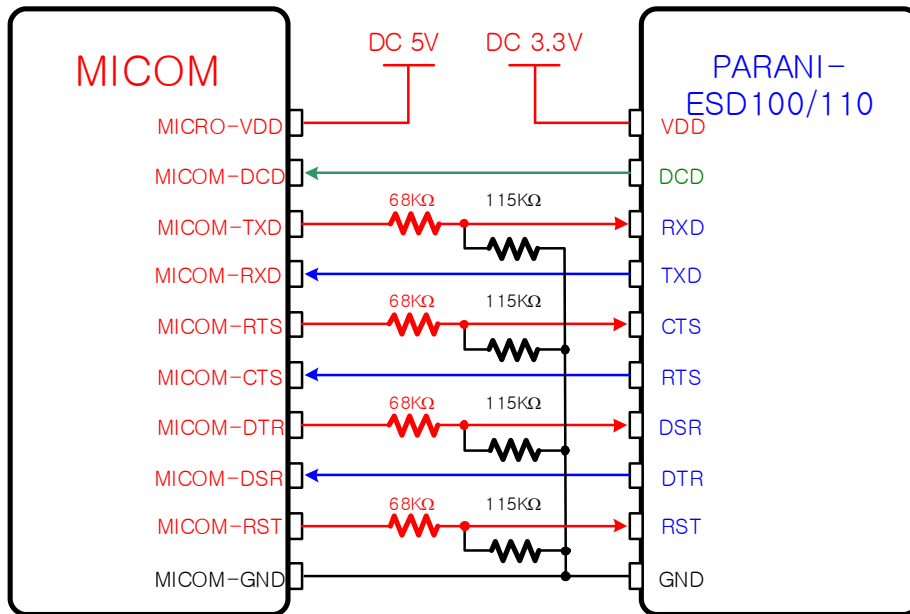 DC 5V
DC 3.3V
MICOM
PARANI-
ESD100/110
MICRO-VDD
VDD
MICOM-DCD
DCD
68KΩ
115KΩ
MICOM-TXD
RXD
MICOM-RXD
TXD
68KΩ
115KΩ
MICOM-RTS
CTS
MICOM-CTS
RTS
68KΩ
115KΩ
MICOM-DTR
DSR
MICOM-DSR
DTR
68KΩ
115KΩ
MICOM-RST
RST
MICOM-GND
GND